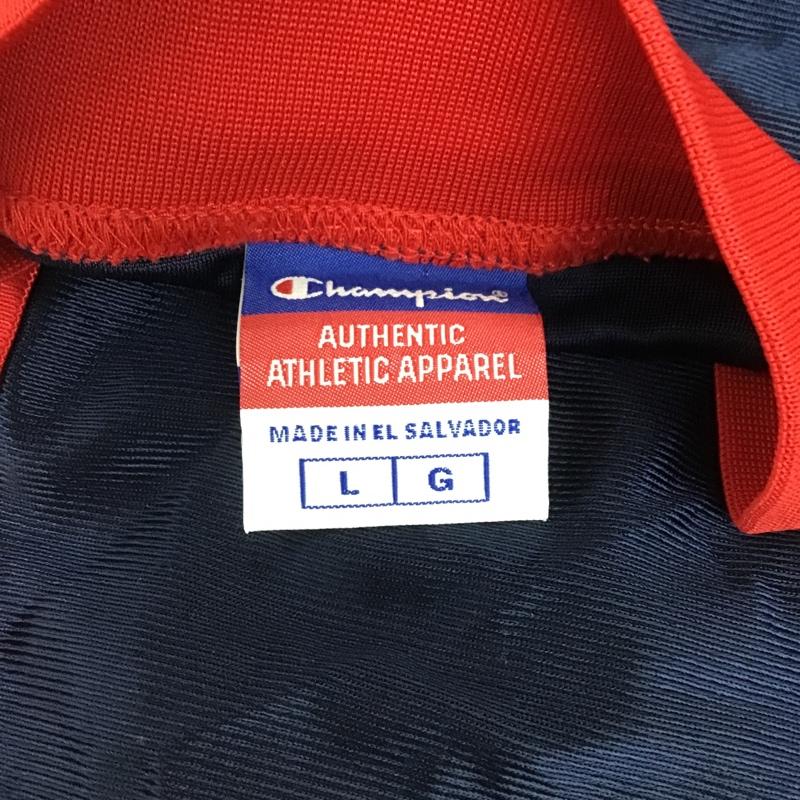 Champion®
AUTHENTIC
ATHLETIC APPAREL
MADE IN EL SALVADOR
L G